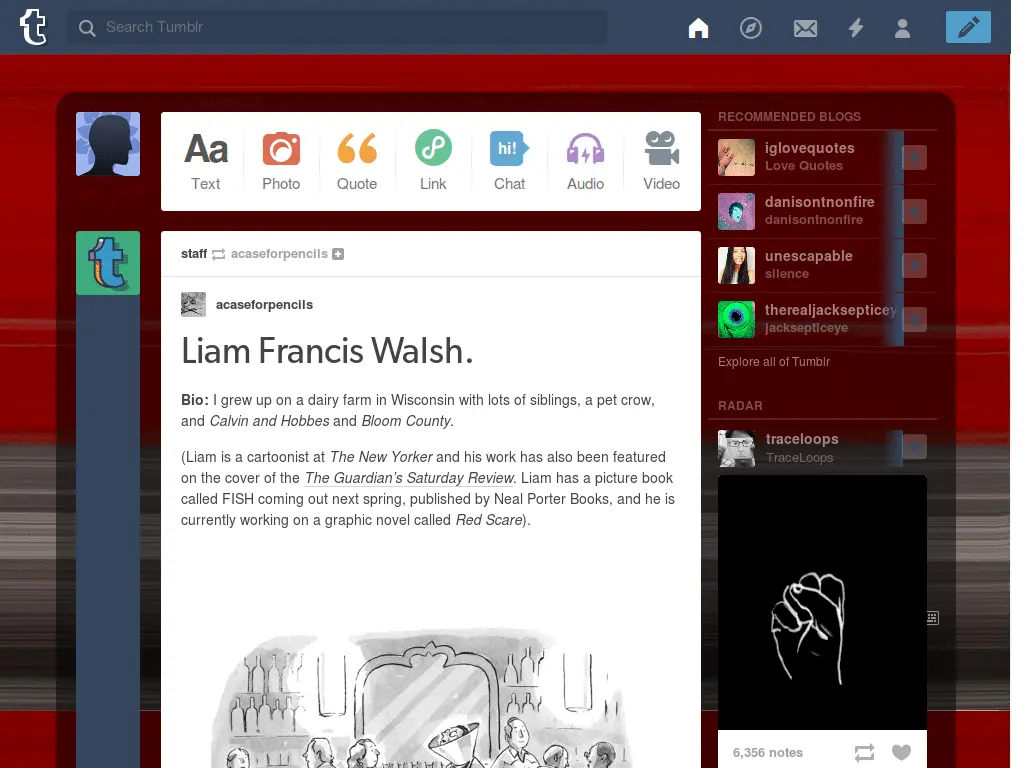 Search Tumblr
Aa
hi!
Text
Photo
Quote
Link
Chat
Audio
Video
staff acaseforpencils
acaseforpencils
Liam Francis Walsh.
Bio: I grew up on a dairy farm in Wisconsin with lots of siblings, a pet crow,
and Calvin and Hobbes and Bloom County.
(Liam is a cartoonist at The New Yorker and his work has also been featured
on the cover of the The Guardian’s Saturday Review. Liam has a picture book
called FISH coming out next spring, published by Neal Porter Books, and he is
currently working on a graphic novel called Red Scare).
RECOMMENDED BLOGS
iglovequotes
Love Quotes
danisontnonfire
danisontnonfire
unescapable
silence
therealjacksepticey
jacksepticeye
Explore all of Tumblr
RADAR
traceloops
TraceLoops
6,356 notes